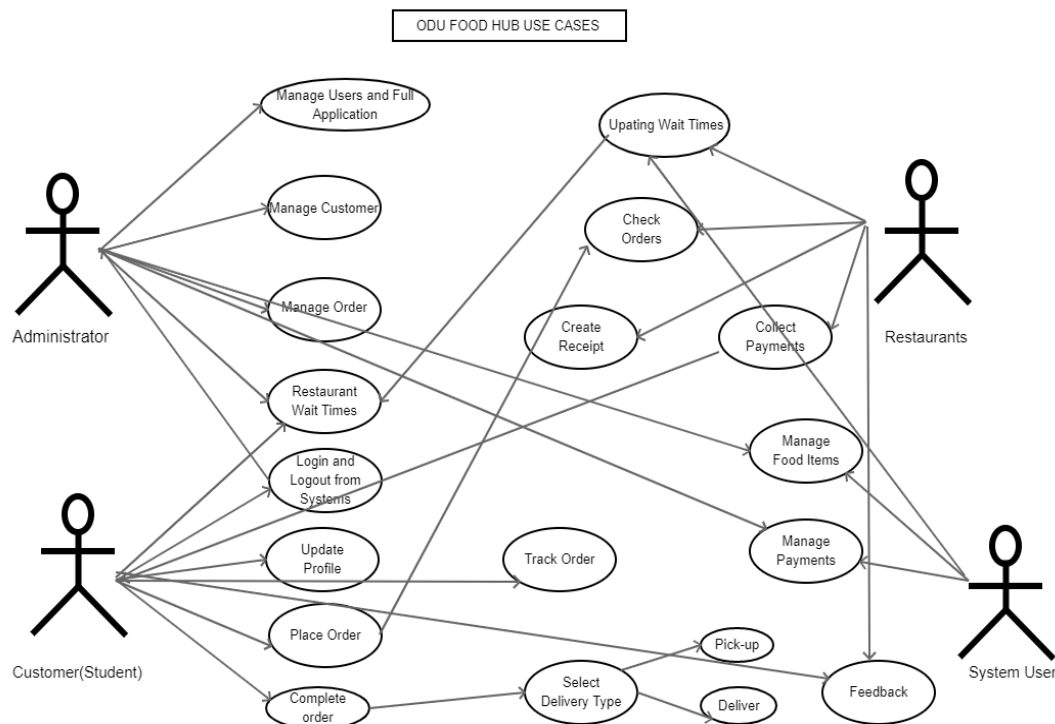 ODU FOOD HUB USE CASES
Manage Users and Full
Application
Upating Wait Times
Manage Customer
Check
Orders
Manage Order
Administrator
Create
Receipt
Collect
Payments
Restaurants
Restaurant
Wait Times
Manage
Food Items
Login and
Logout from
Systems
Update
Profile
Track Order
Manage
Payments
Place Order
Pick-up
Customer(Student)
Select
Delivery Type
System User
Feedback
Complete
order
Deliver